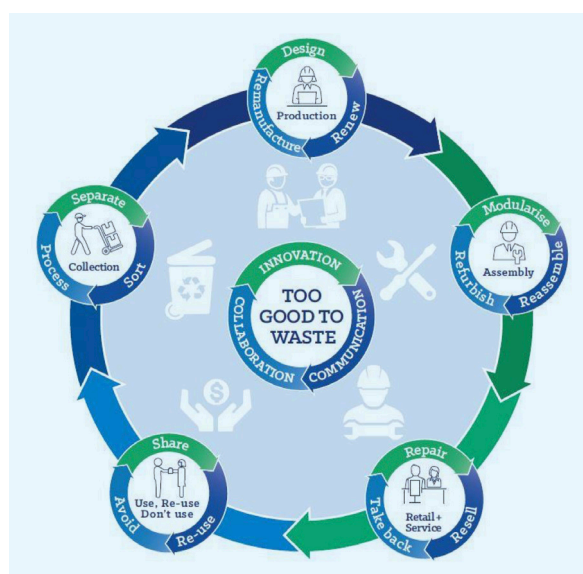 Design
Remanufacture
Renew
Production
Separate
Process
Sort
Collection
Modularise
Refurbish
Reassemble
Assembly
INNOVATION
COLLABORATION
COMMUNICATION
TOO
GOOD TO
WASTE
$
Share
Avoid
Re-use
Use, Re-use
Don't use
Repair
Take back
Resell
Retail +
Service